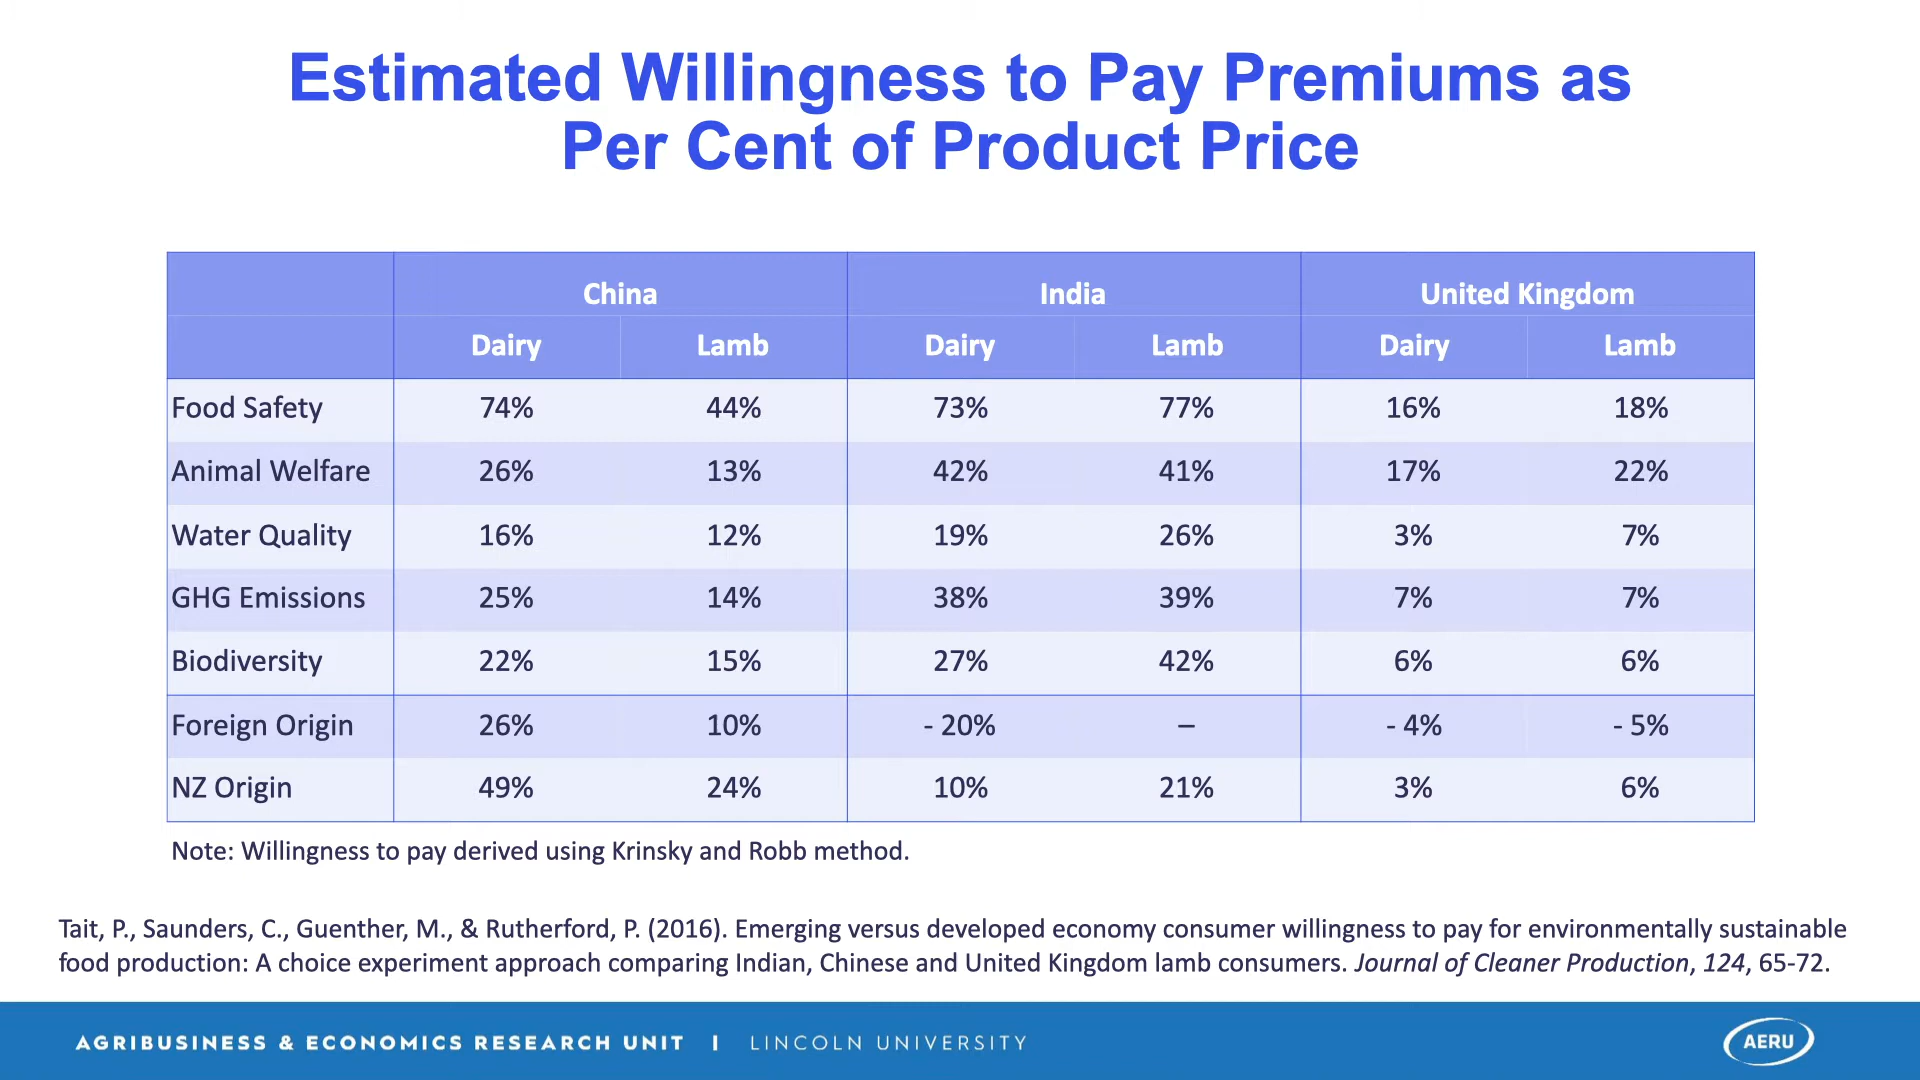 Estimated Willingness to Pay Premiums as
Per Cent of Product Price
China India United Kingdom
Dairy Lamb Dairy Lamb Dairy Lamb
Food Safety 74% 44% 73% 77% 16% 18%
Animal Welfare 26% 13% 42% 41% 17% 22%
Water Quality 16% 12% 19% 26% 3% 7%
GHG Emissions 25% 14% 38% 39% 7% 7%
Biodiversity 22% 15% 27% 42% 6% 6%
Foreign Origin 26% 10% - 20% – - 4% - 5%
NZ Origin 49% 24% 10% 21% 3% 6%
Note: Willingness to pay derived using Krinsky and Robb method.
Tait, P., Saunders, C., Guenther, M., & Rutherford, P. (2016). Emerging versus developed economy consumer willingness to pay for environmentally sustainable
food production: A choice experiment approach comparing Indian, Chinese and United Kingdom lamb consumers. Journal of Cleaner Production, 124, 65-72.
AGRIBUSINESS & ECONOMICS RESEARCH UNIT | LINCOLN UNIVERSITY
AERU